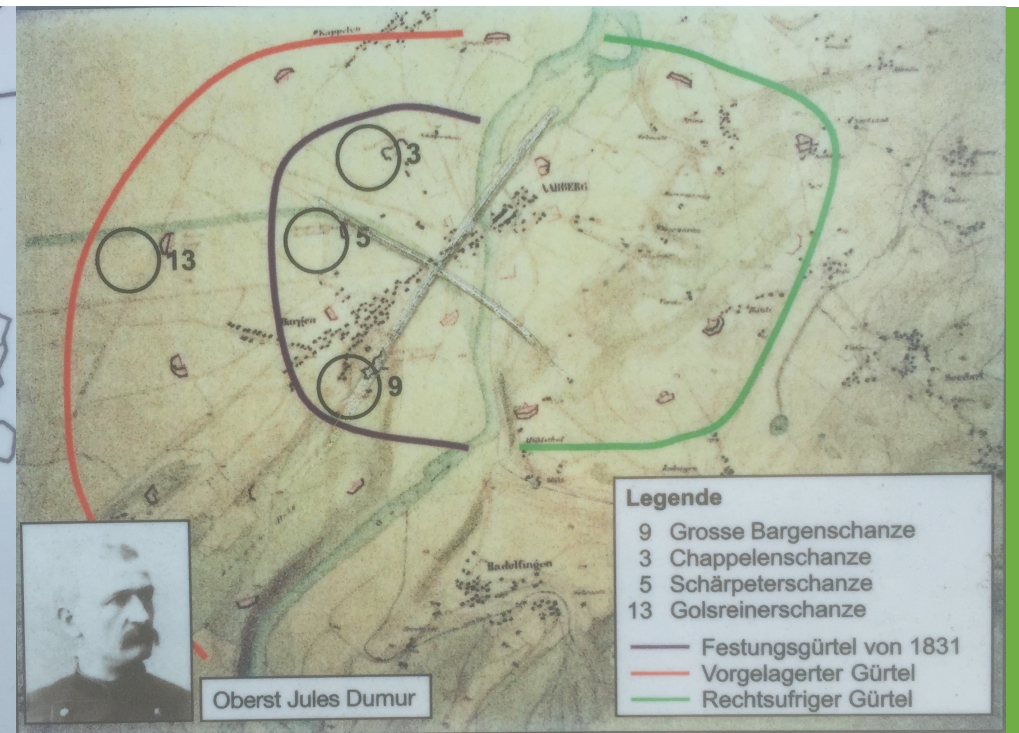 Kappelen
3
AARBERG
5
13
Bargen
9
Radelfingen
Legende
9 Grosse Bargenschanze
3 Chappelenschanze
5 Schärpeterschanze
13 Golsreinerschanze
Festungsgürtel von 1831
Vorgelagerter Gürtel
Rechtsufriger Gürtel
Oberst Jules Dumur